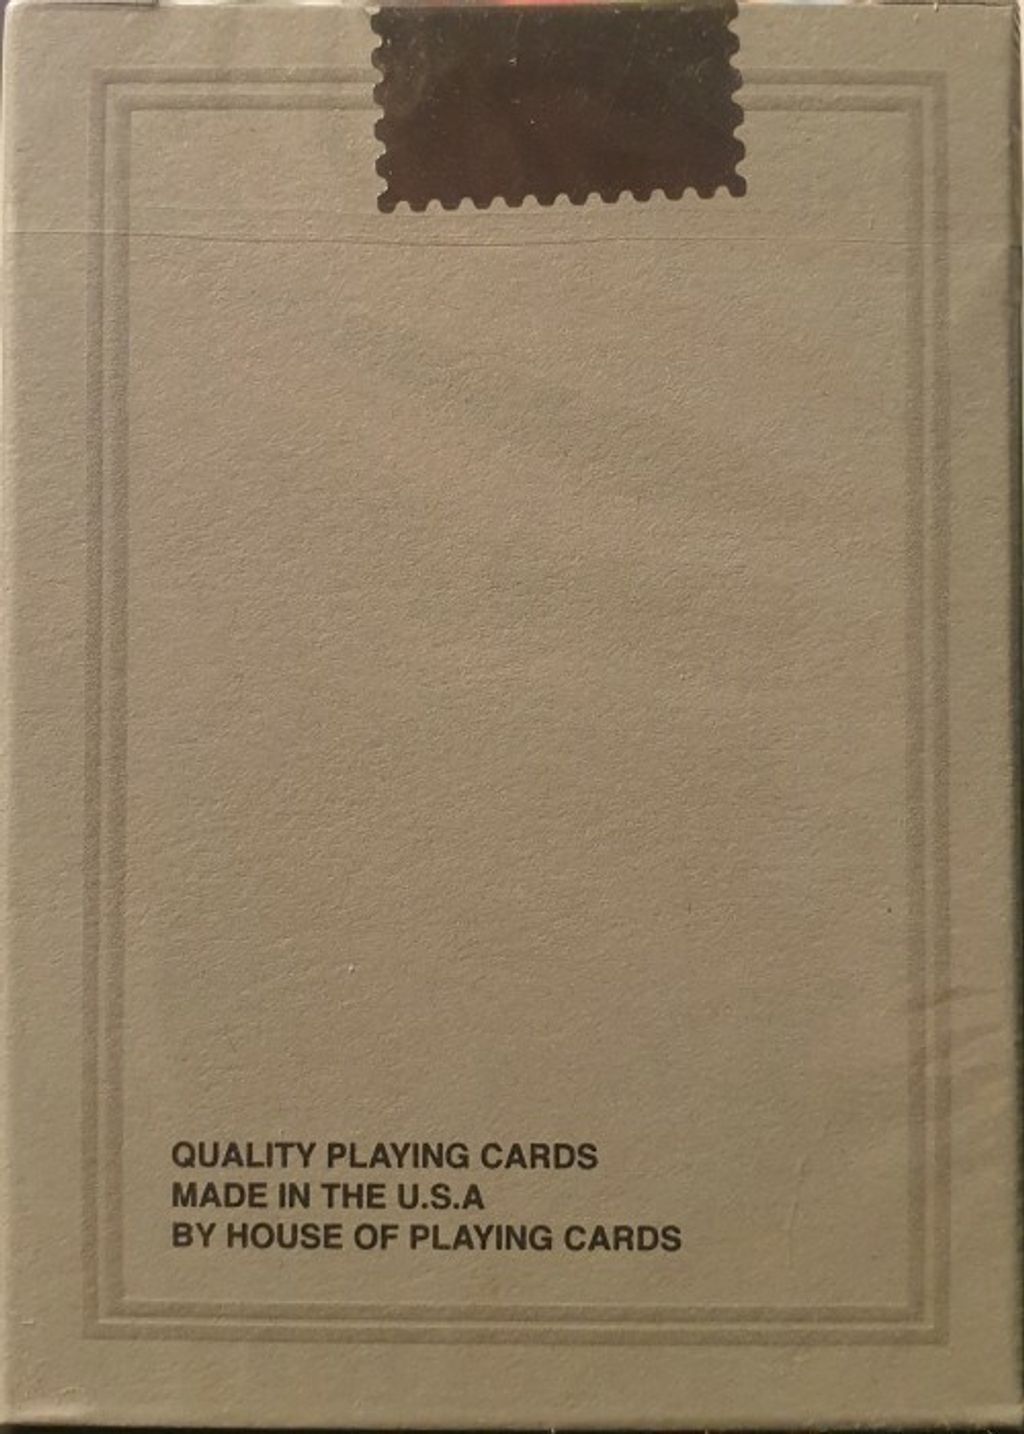 QUALITY PLAYING CARDS
MADE IN THE U.S.A
BY HOUSE OF PLAYING CARDS